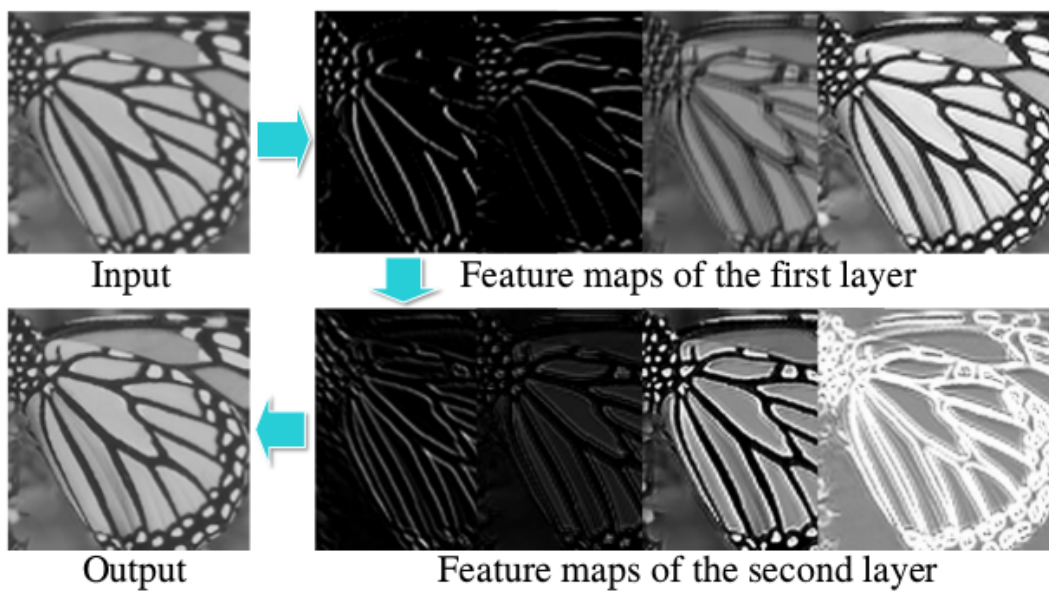 Input
Feature maps of the first layer
Output
Feature maps of the second layer